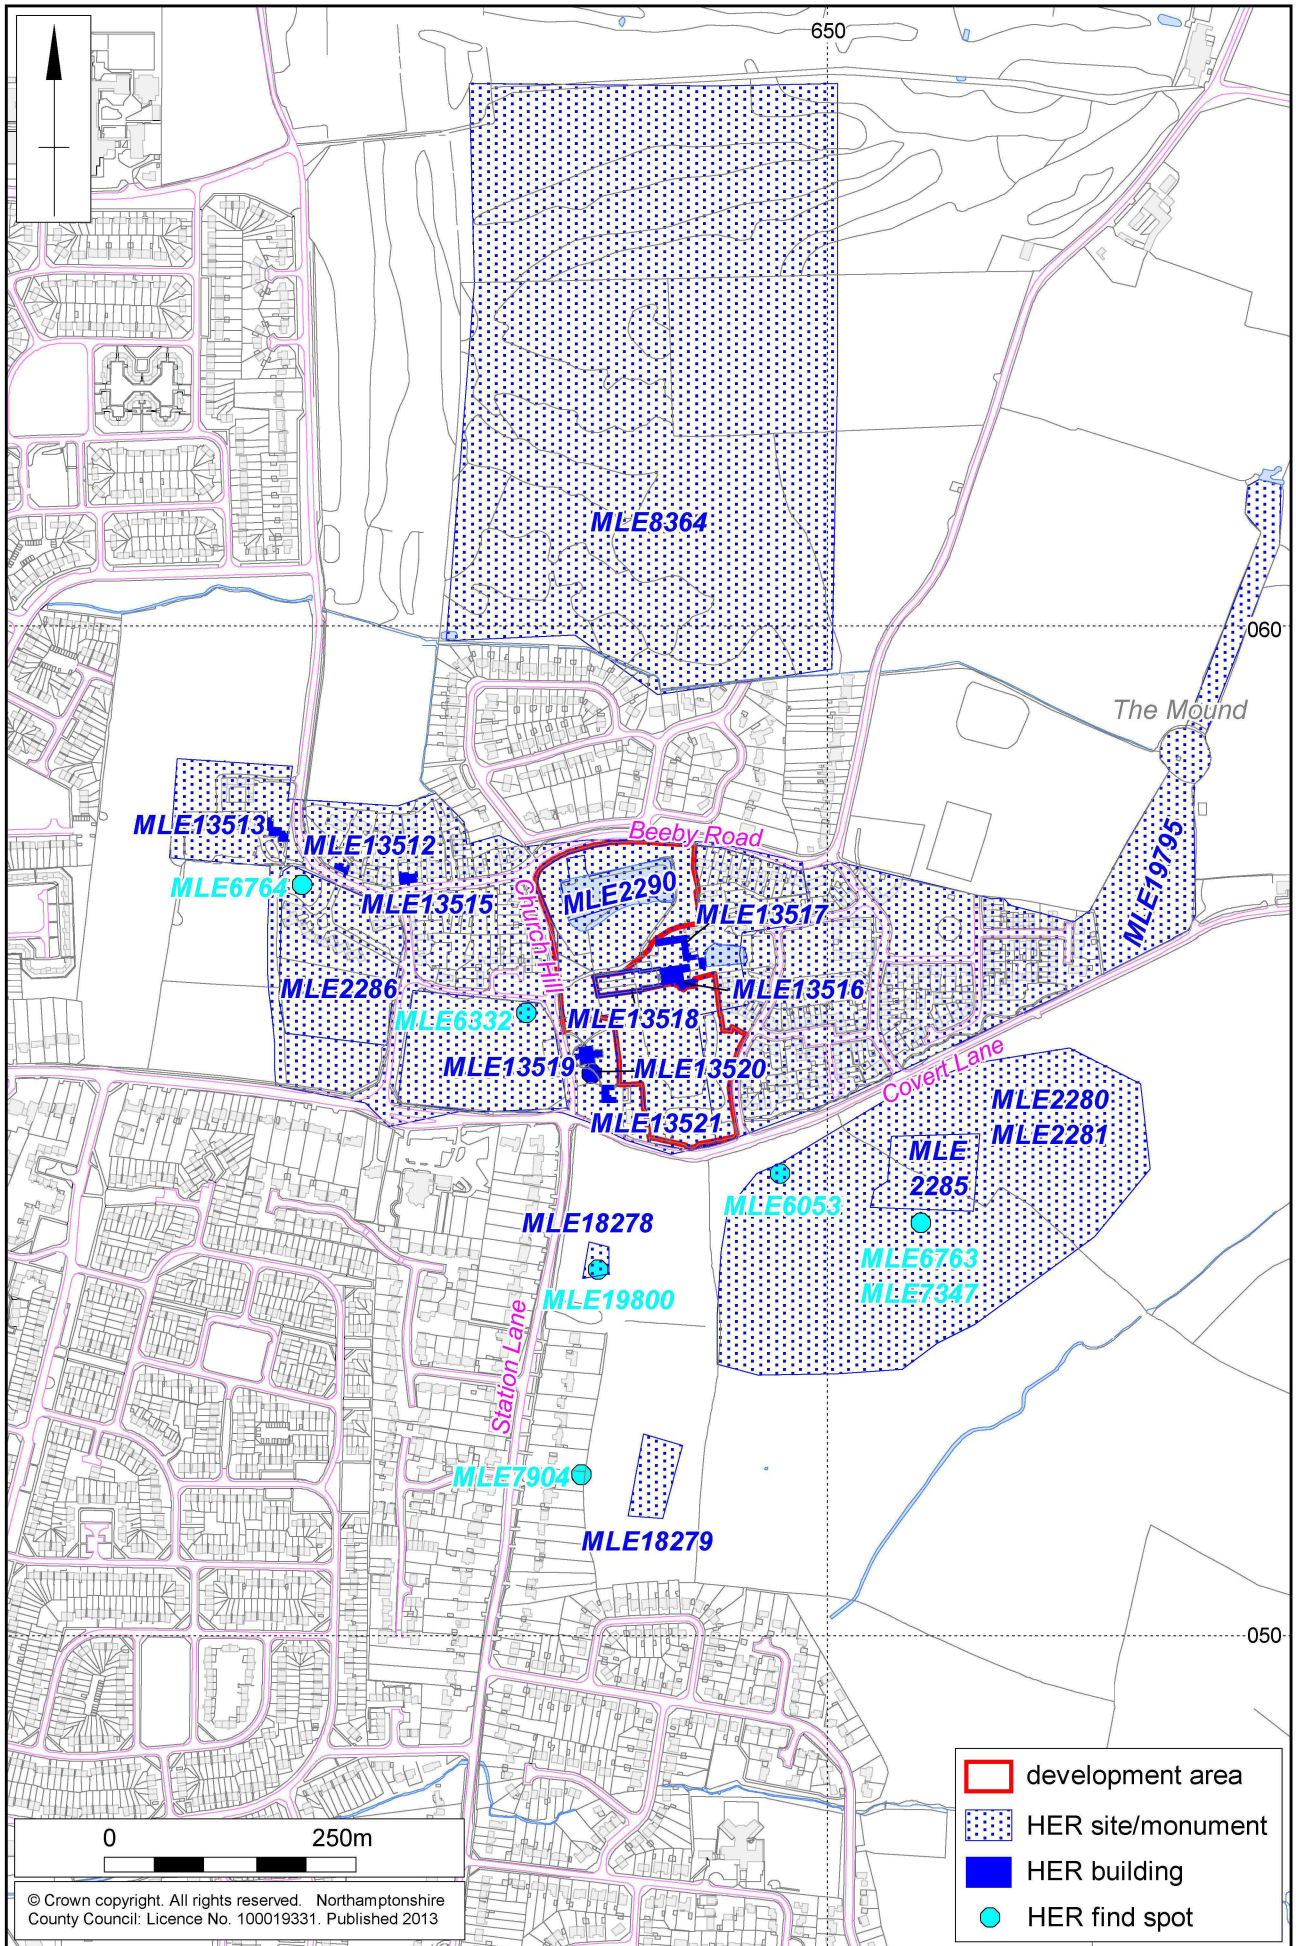 650
MLE8364
060
The Mound
MLE13513
MLE13512
Beeby Road
MLE6764
MLE13515
Church Hill
MLE2290
MLE13517
MLE19795
MLE2286
MLE13516
MLE6332
MLE13518
MLE13519
MLE13520
Covert Lane
MLE13521
MLE2280
MLE2281
MLE
2285
MLE6053
MLE18278
MLE6763
MLE7347
MLE19800
Station Lane
MLE7904
MLE18279
050
development area
HER site/monument
HER building
HER find spot
0 250m
© Crown copyright. All rights reserved. Northamptonshire
County Council: Licence No. 100019331. Published 2013